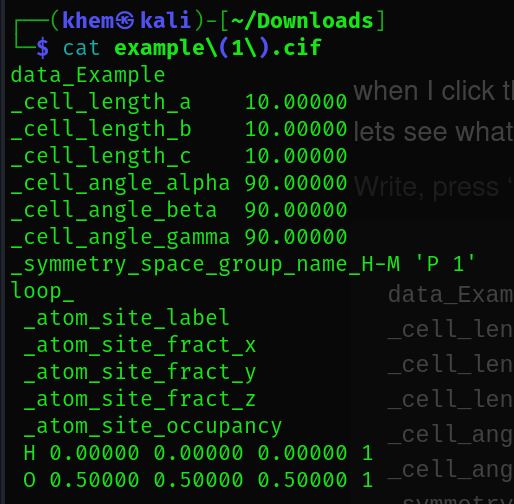 ┌──(khem㉿kali)-[~/Downloads]
└─$ cat example\(1\).cif
data_Example
_cell_length_a    10.00000
_cell_length_b    10.00000
_cell_length_c    10.00000
_cell_angle_alpha 90.00000
_cell_angle_beta  90.00000
_cell_angle_gamma 90.00000
_symmetry_space_group_name_H-M 'P 1'
loop_
 _atom_site_label
 _atom_site_fract_x
 _atom_site_fract_y
 _atom_site_fract_z
 _atom_site_occupancy
 H 0.00000 0.00000 0.00000 1
 O 0.50000 0.50000 0.50000 1
when I click
lets see what
Write, press
data_Exam
_cell_len
_cell_len
_cell_len
_cell_ang
_cell_ang